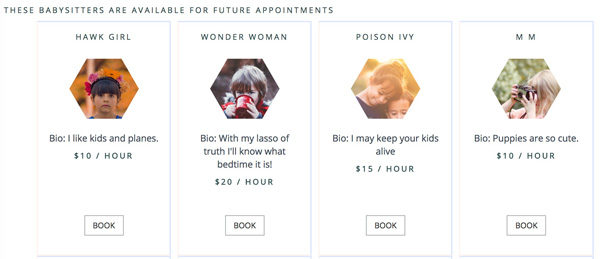 THESE BABYSITTERS ARE AVAILABLE FOR FUTURE APPOINTMENTS
HAWK GIRL
Bio: I like kids and planes.
$10 / HOUR
BOOK
WONDER WOMAN
Bio: With my lasso of
truth I'll know what
bedtime it is!
$20 / HOUR
BOOK
POISON IVY
Bio: I may keep your kids
alive
$15 / HOUR
BOOK
M M
Bio: Puppies are so cute.
$10 / HOUR
BOOK